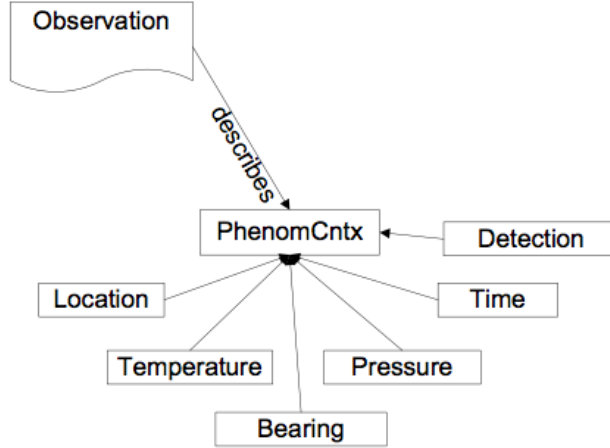 Observation
describes
PhenomCntx
Detection
Location
Time
Temperature
Pressure
Bearing